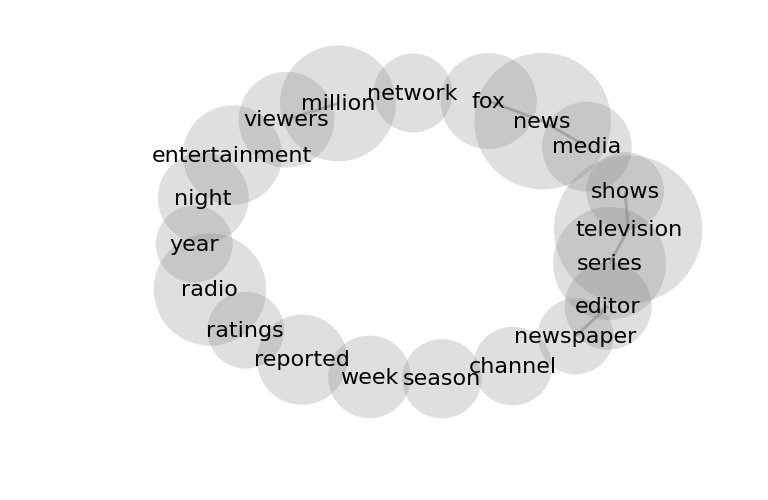 network
fox
million
viewers
news
media
entertainment
shows
night
television
year
series
radio
editor
ratings
newspaper
reported
channel
week
season